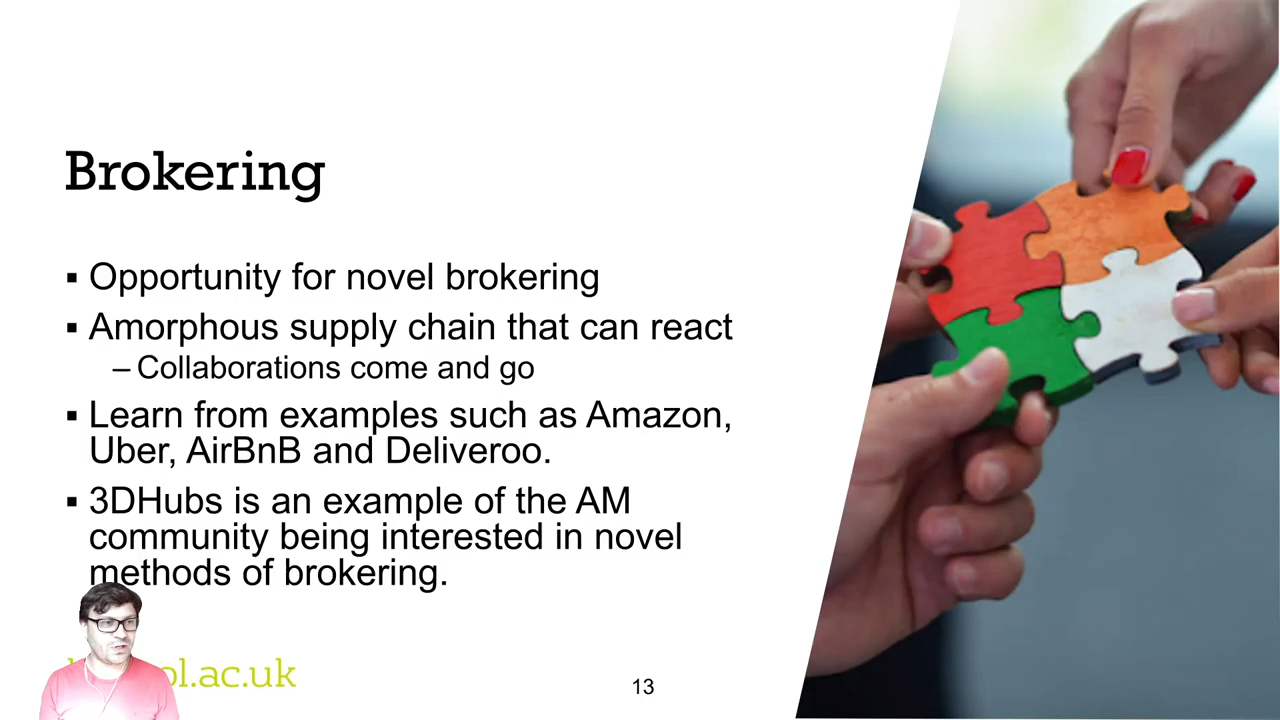 Brokering
▪ Opportunity for novel brokering
▪ Amorphous supply chain that can react
– Collaborations come and go
▪ Learn from examples such as Amazon,
Uber, AirBnB and Deliveroo.
▪ 3DHubs is an example of the AM
community being interested in novel
methods of brokering.
ol.ac.uk
13